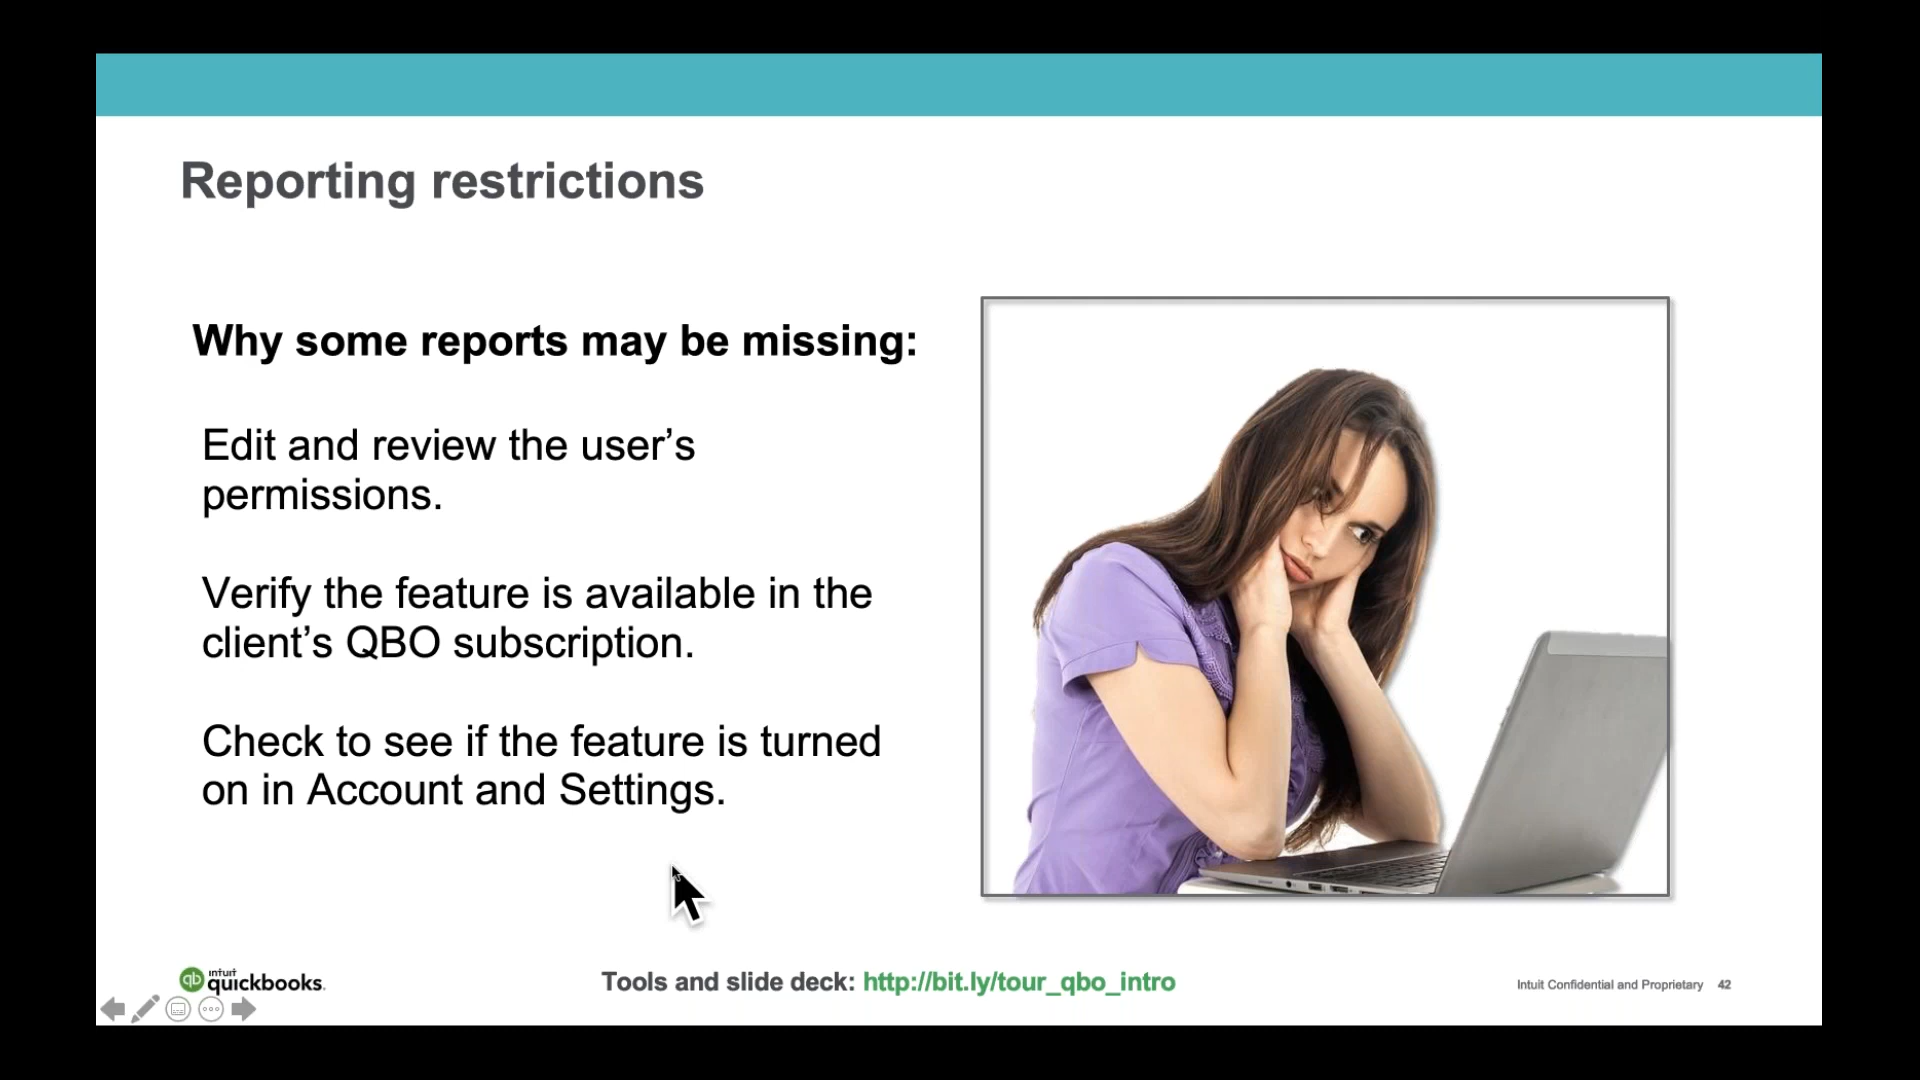 Reporting restrictions
Why some reports may be missing:
Edit and review the user’s
permissions.
Verify the feature is available in the
client’s QBO subscription.
Check to see if the feature is turned
on in Account and Settings.
qb intuit quickbooks.
Tools and slide deck: http://bit.ly/tour_qbo_intro
Intuit Confidential and Proprietary 42